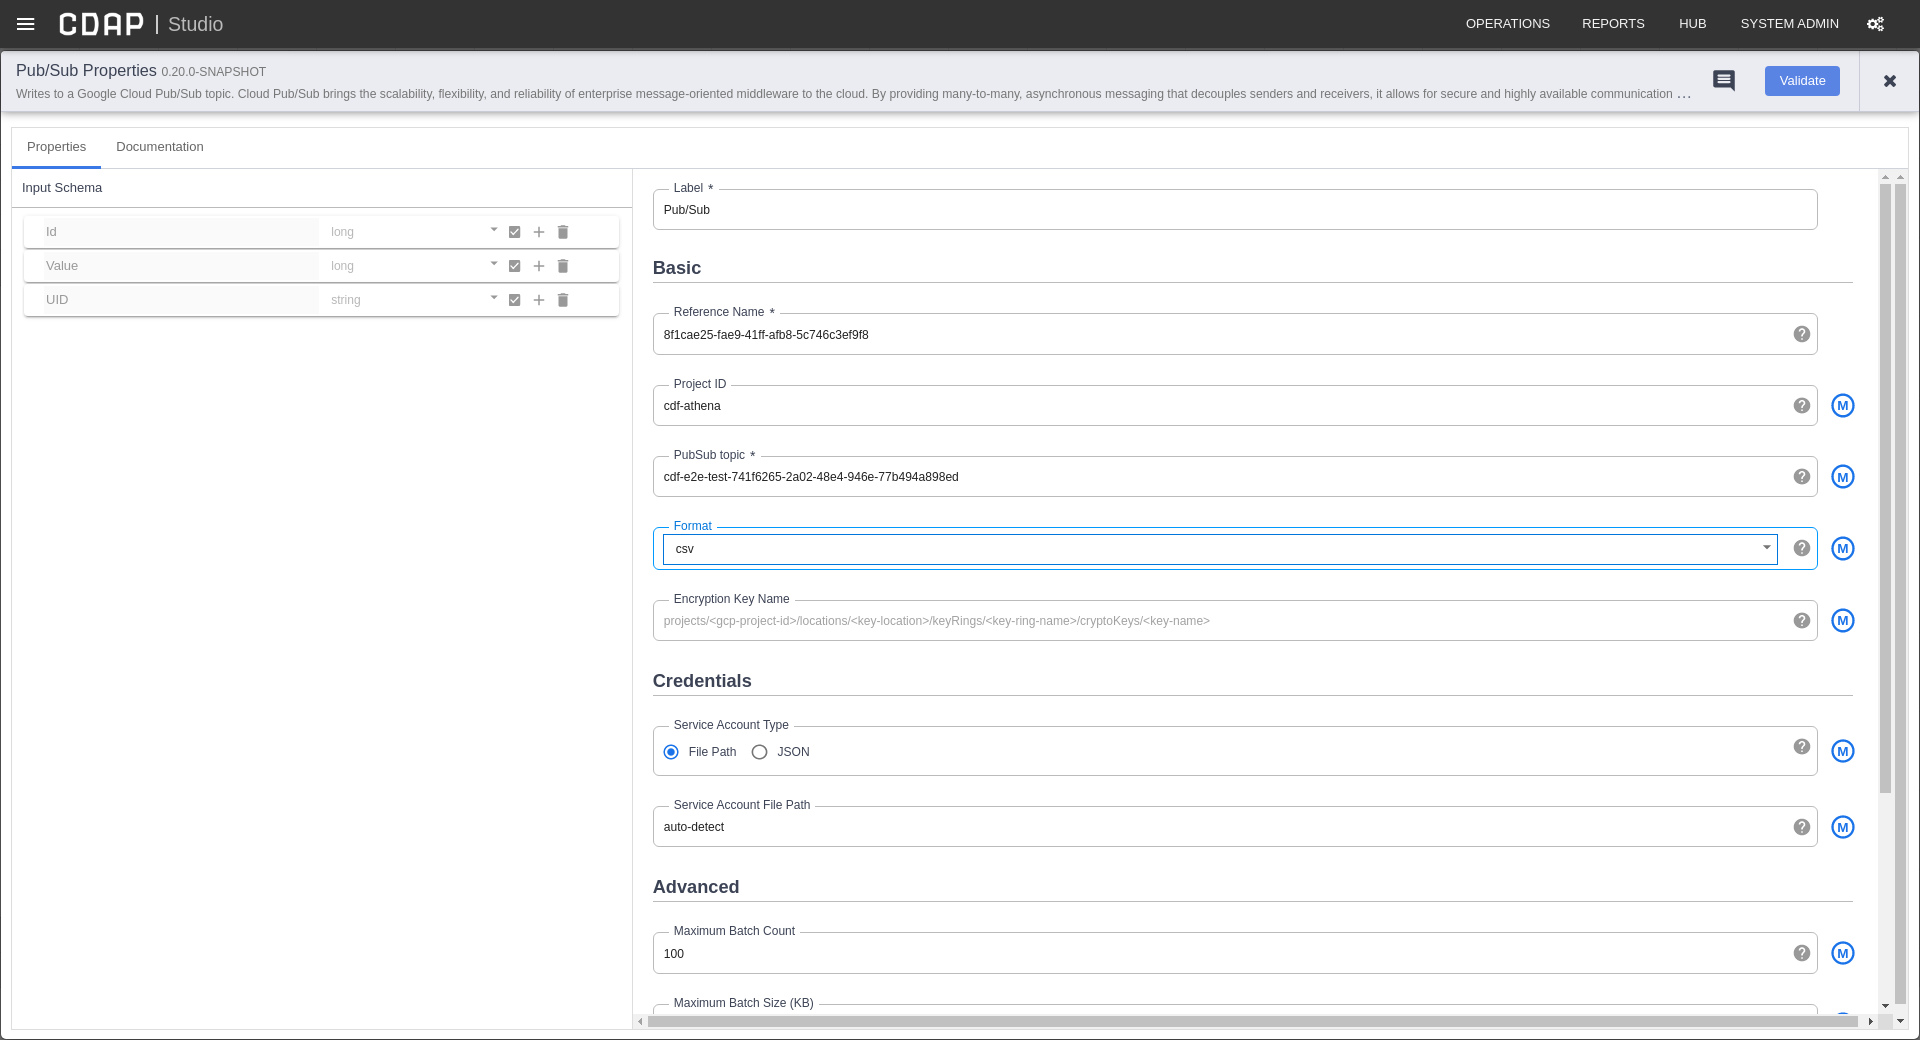 CDAP | Studio
OPERATIONS REPORTS HUB SYSTEM ADMIN
Pub/Sub Properties 0.20.0-SNAPSHOT
Writes to a Google Cloud Pub/Sub topic. Cloud Pub/Sub brings the scalability, flexibility, and reliability of enterprise message-oriented middleware to the cloud. By providing many-to-many, asynchronous messaging that decouples senders and receivers, it allows for secure and highly available communication ...
Validate
Properties Documentation
Input Schema
Id long
Value long
UID string
Label *
Pub/Sub
Basic
Reference Name *
8f1cae25-fae9-41ff-afb8-5c746c3ef9f8
Project ID
cdf-athena
M
PubSub topic *
cdf-e2e-test-741f6265-2a02-48e4-946e-77b494a898ed
M
Format
csv
M
Encryption Key Name
projects/<gcp-project-id>/locations/<key-location>/keyRings/<key-ring-name>/cryptoKeys/<key-name>
M
Credentials
Service Account Type
File Path JSON
M
Service Account File Path
auto-detect
M
Advanced
Maximum Batch Count
100
M
Maximum Batch Size (KB)